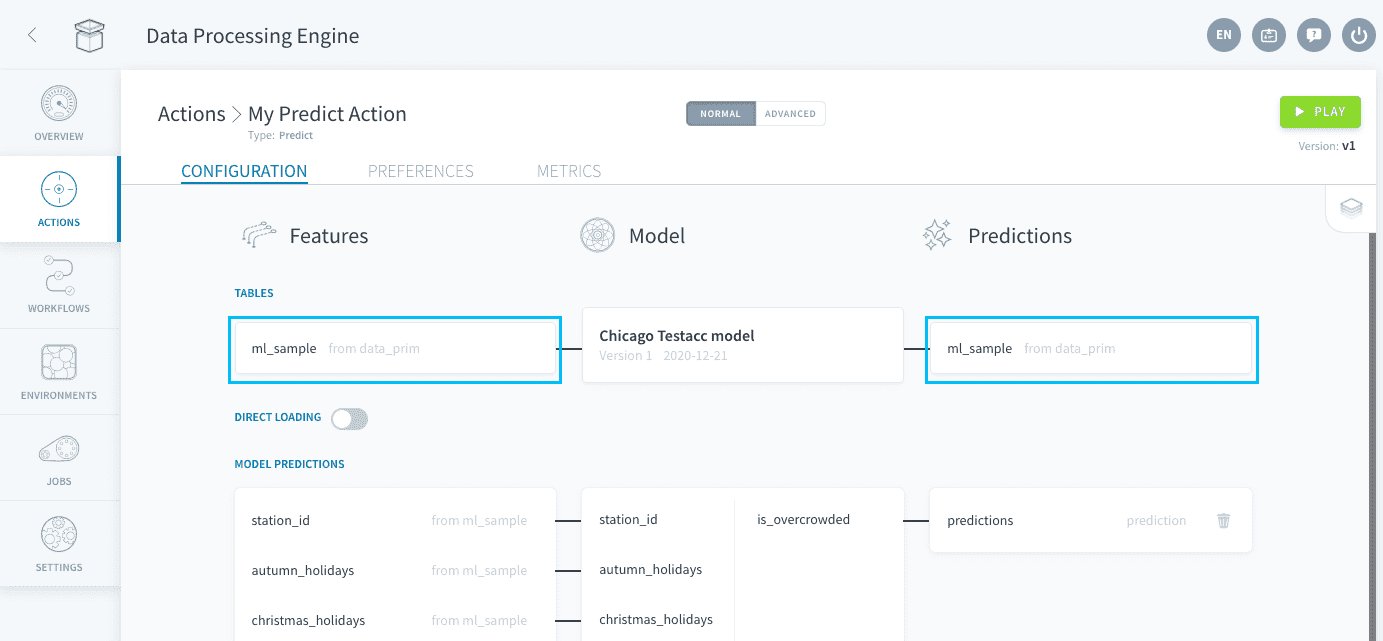 Data Processing Engine
EN
OVERVIEW
ACTIONS
WORKFLOWS
ENVIRONMENTS
JOBS
SETTINGS
Actions > My Predict Action
Type: Predict
NORMAL ADVANCED
PLAY
Version: v1
CONFIGURATION PREFERENCES METRICS
Features Model Predictions
TABLES
ml_sample from data_prim
Chicago Testacc model
Version 1 2020-12-21
ml_sample from data_prim
DIRECT LOADING
MODEL PREDICTIONS
station_id from ml_sample station_id is_overcrowded predictions prediction
autumn_holidays from ml_sample autumn_holidays
christmas_holidays from ml_sample christmas_holidays